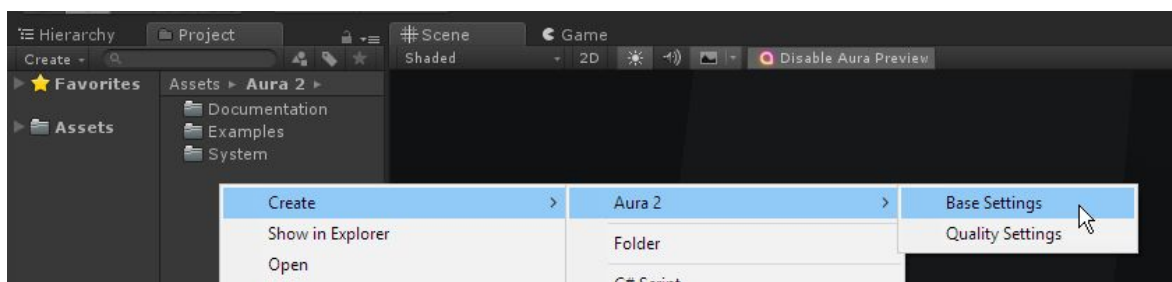 Hierarchy Project Scene Game
Create Shaded 2D Disable Aura Preview
Favorites Assets Aura 2
Documentation
Assets Examples
System
Create Aura 2 Base Settings
Show in Explorer Folder Quality Settings
Open
C# Script